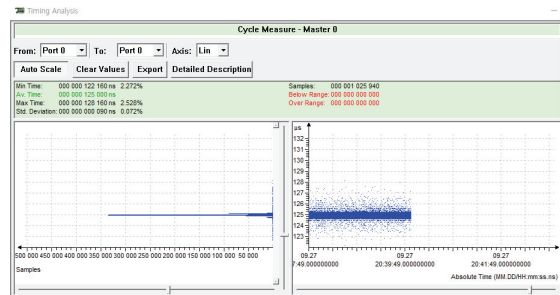 Timing Analysis
Cycle Measure - Master 0
From: Port 0 To: Port 0 Axis: Lin
Auto Scale Clear Values Export Detailed Description
Min Time: 000 000 122 160 ns 2.272%
Av. Time: 000 000 125 000 ns
Max Time: 000 000 128 160 ns 2.528%
Std. Deviation: 000 000 000 090 ns 0.072%
Samples: 000 001 025 940
Below Range: 000 000 000 000
Over Range: 000 000 000 000
500 000 450 000 400 000 350 000 300 000 250 000 200 000 150 000 100 000 50 000
Samples
µs
132
131
130
129
128
127
126
125
124
123
09.27 09.27 09.27
7:49.000000000 20:39:49.000000000 20:41:49.000000000
Absolute Time (MM.DD/HH:mm:ss.ns)